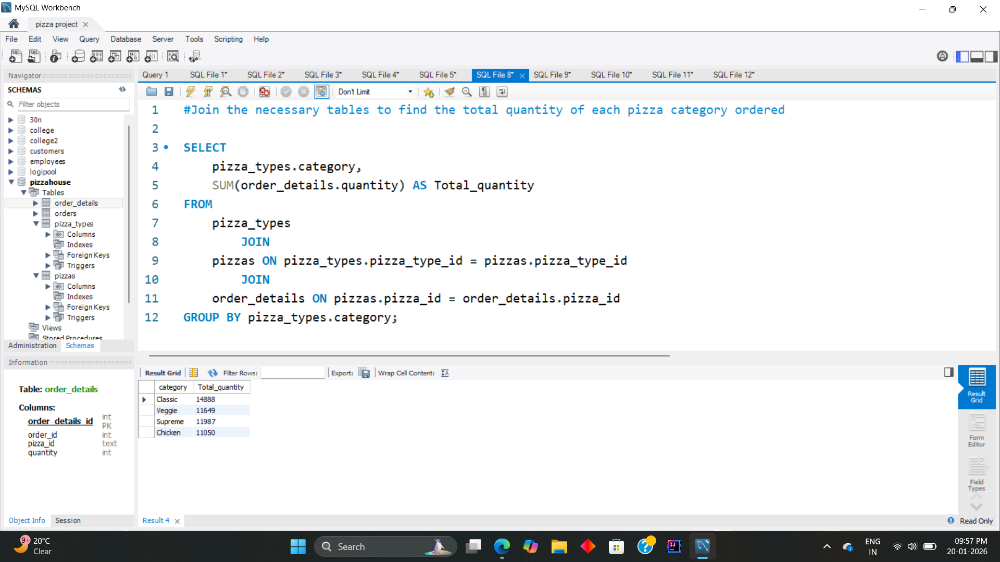 MySQL Workbench
pizza project
File Edit View Query Database Server Tools Scripting Help
Navigator
Query 1 SQL File 1* SQL File 2* SQL File 3* SQL File 4* SQL File 5* SQL File 8* SQL File 9* SQL File 10* SQL File 11* SQL File 12*
SCHEMAS
Don't Limit
Filter objects
30n
college
college2
customers
employees
logipool
pizzahouse
Tables
order_details
orders
pizza_types
Columns
Indexes
Foreign Keys
Triggers
pizzas
Columns
Indexes
Foreign Keys
Triggers
Views
Stored Procedures
Administration Schemas
1 #Join the necessary tables to find the total quantity of each pizza category ordered
2
3 SELECT
4 pizza_types.category,
5 SUM(order_details.quantity) AS Total_quantity
6 FROM
7 pizza_types
8 JOIN
9 pizzas ON pizza_types.pizza_type_id = pizzas.pizza_type_id
10 JOIN
11 order_details ON pizzas.pizza_id = order_details.pizza_id
12 GROUP BY pizza_types.category;
Information
Table: order_details
Columns:
order_details_id int PK
order_id int
pizza_id text
quantity int
Object Info Session
Result Grid Filter Rows: Export: Wrap Cell Content:
category Total_quantity
Classic 14888
Veggie 11649
Supreme 11987
Chicken 11050
Result Grid
Form Editor
Field Types
Result 4
Read Only
9+
20°C
Clear
Search
ENG
IN
09:57 PM
20-01-2026